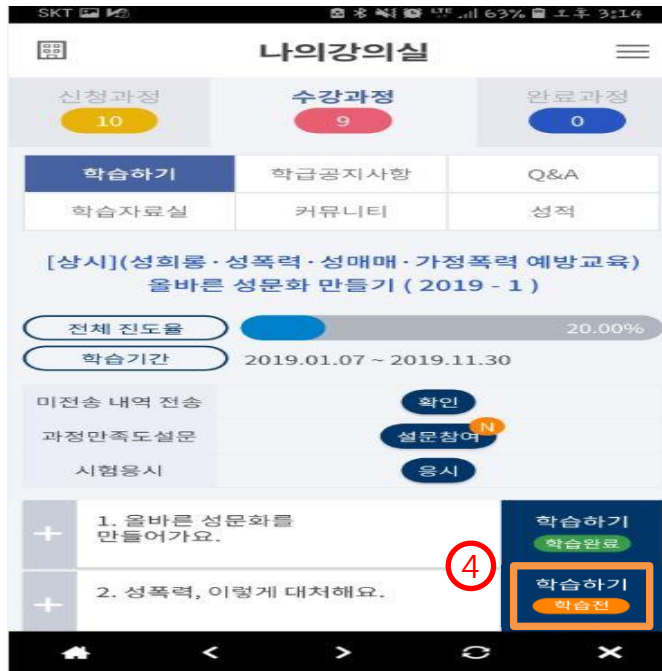 SKT LTE 63% 오후 3:14
나의강의실
신청과정 수강과정 완료과정
10 9 0
학습하기 학급공지사항 Q&A
학습자료실 커뮤니티 성적
[상시](성희롱·성폭력·성매매·가정폭력 예방교육)
올바른 성문화 만들기 ( 2019 - 1 )
전체 진도율 20.00%
학습기간 2019.01.07 ~ 2019.11.30
미전송 내역 전송 확인
과정만족도설문 설문참여 N
시험응시 응시
1. 올바른 성문화를 학습하기
만들어가요. 학습완료
④
2. 성폭력, 이렇게 대처해요. 학습하기
학습전